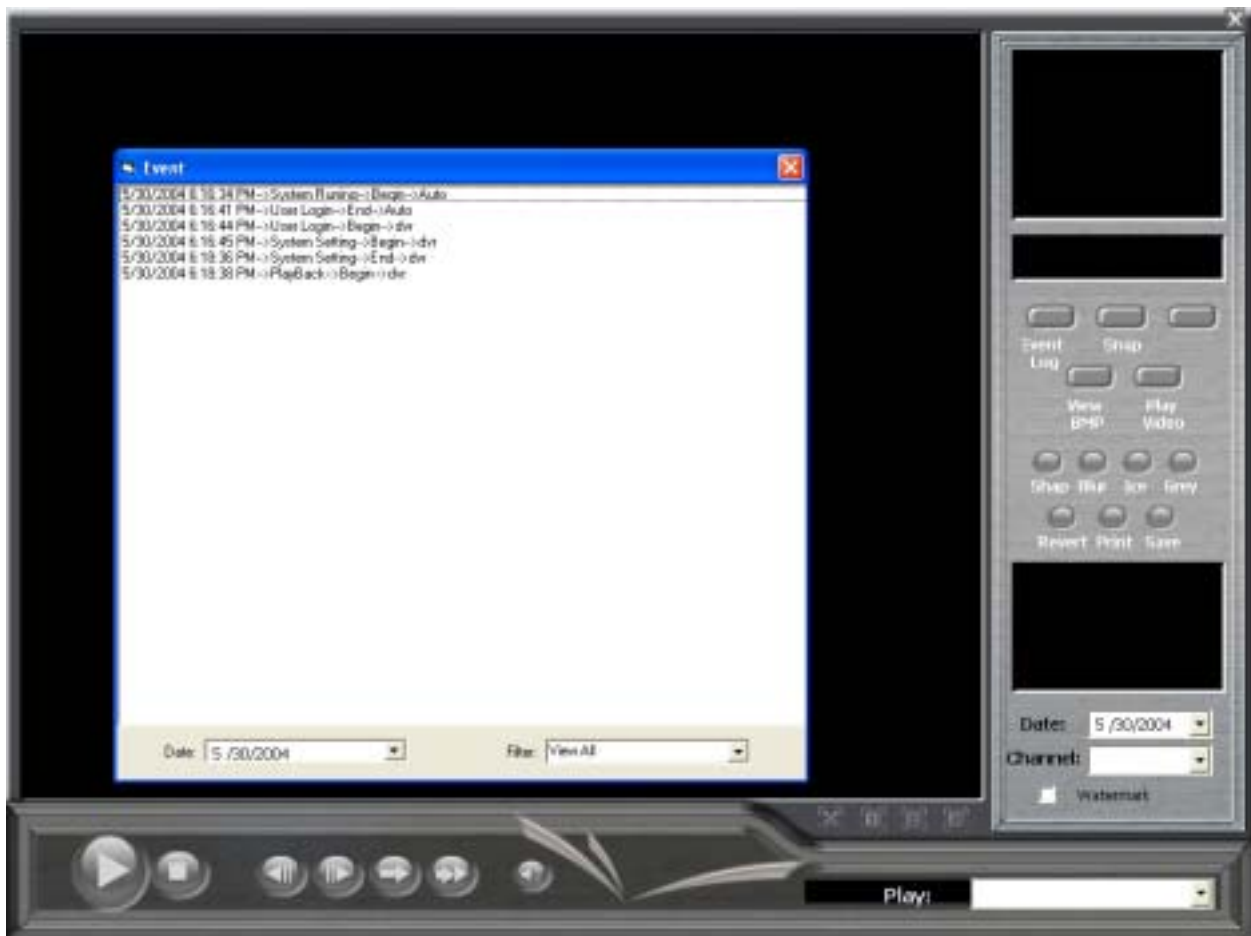 Event
5/30/2004 6:16:34 PM-->System Runing-->Begin-->Auto
5/30/2004 6:16:41 PM-->User Login-->End-->Auto
5/30/2004 6:16:44 PM-->User Login-->Begin-->dvr
5/30/2004 6:16:45 PM-->System Setting-->Begin-->dvr
5/30/2004 6:18:36 PM-->System Setting-->End-->dvr
5/30/2004 6:18:38 PM-->PlayBack-->Begin-->dvr
Date: 5 /30/2004 Filter: View All
Event Log Snap
View BMP Play Video
Shap Blur Ice Grey
Revert Print Save
Date: 5 /30/2004
Channel:
Watermark
Play: